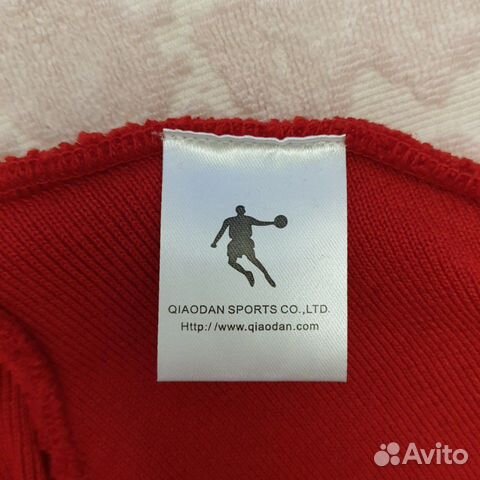 QIAODAN SPORTS CO.,LTD.
Http://www.qiaodan.com
Avito